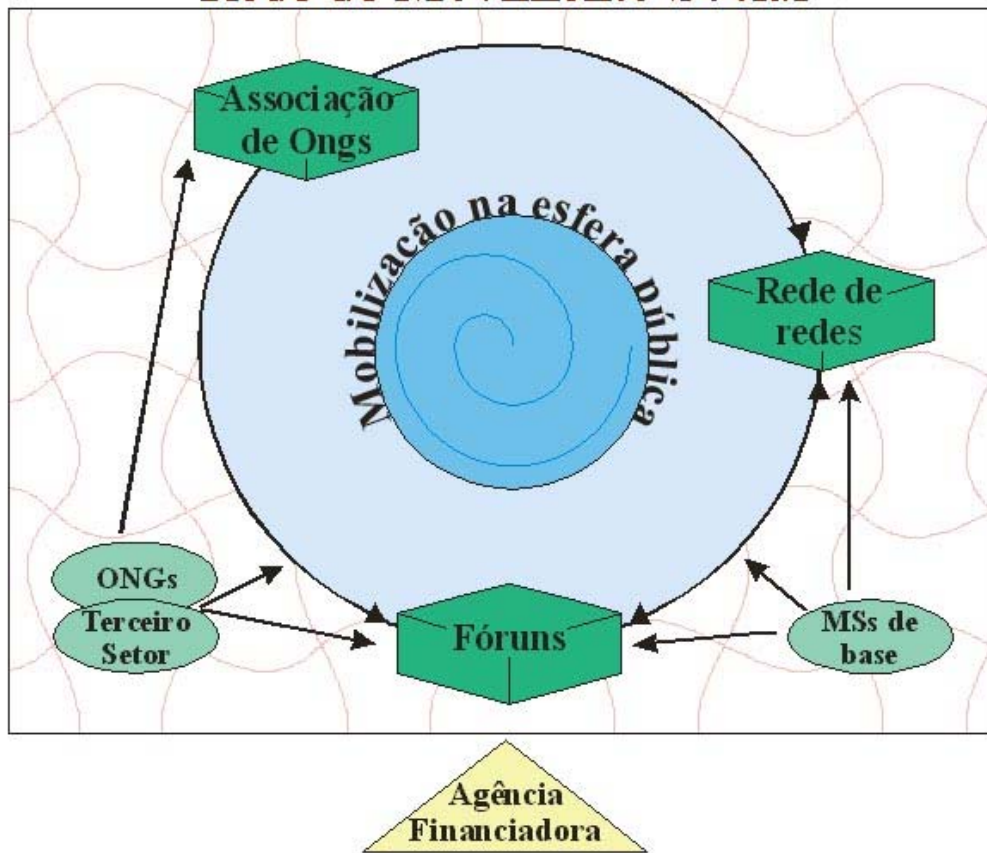 Associação
de Ongs
Mobilização na esfera pública
Rede de
redes
ONGs
Terceiro
Setor
Fóruns
MSs de
base
Agência
Financiadora